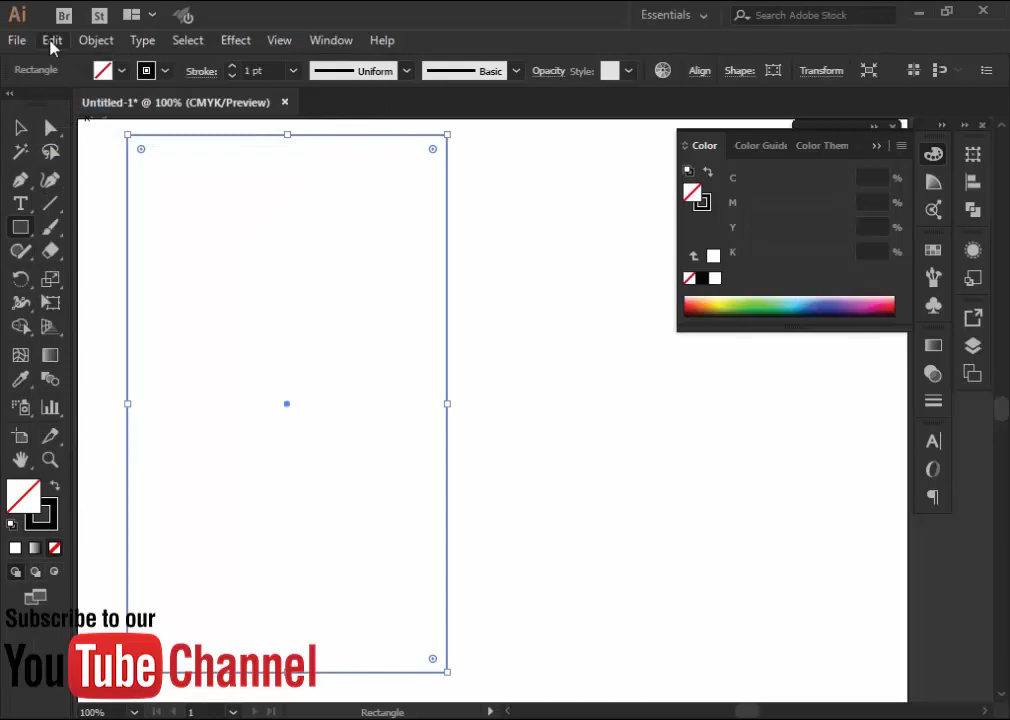 Ai Br St Essentials Search Adobe Stock
File Edit Object Type Select Effect View Window Help
Rectangle Stroke: 1 pt Uniform Basic Opacity Style: Align Shape: Transform
Untitled-1* @ 100% (CMYK/Preview)
Color Color Guide Color Them
C %
M %
Y %
K %
Subscribe to our
YouTube Channel
100% 1 Rectangle